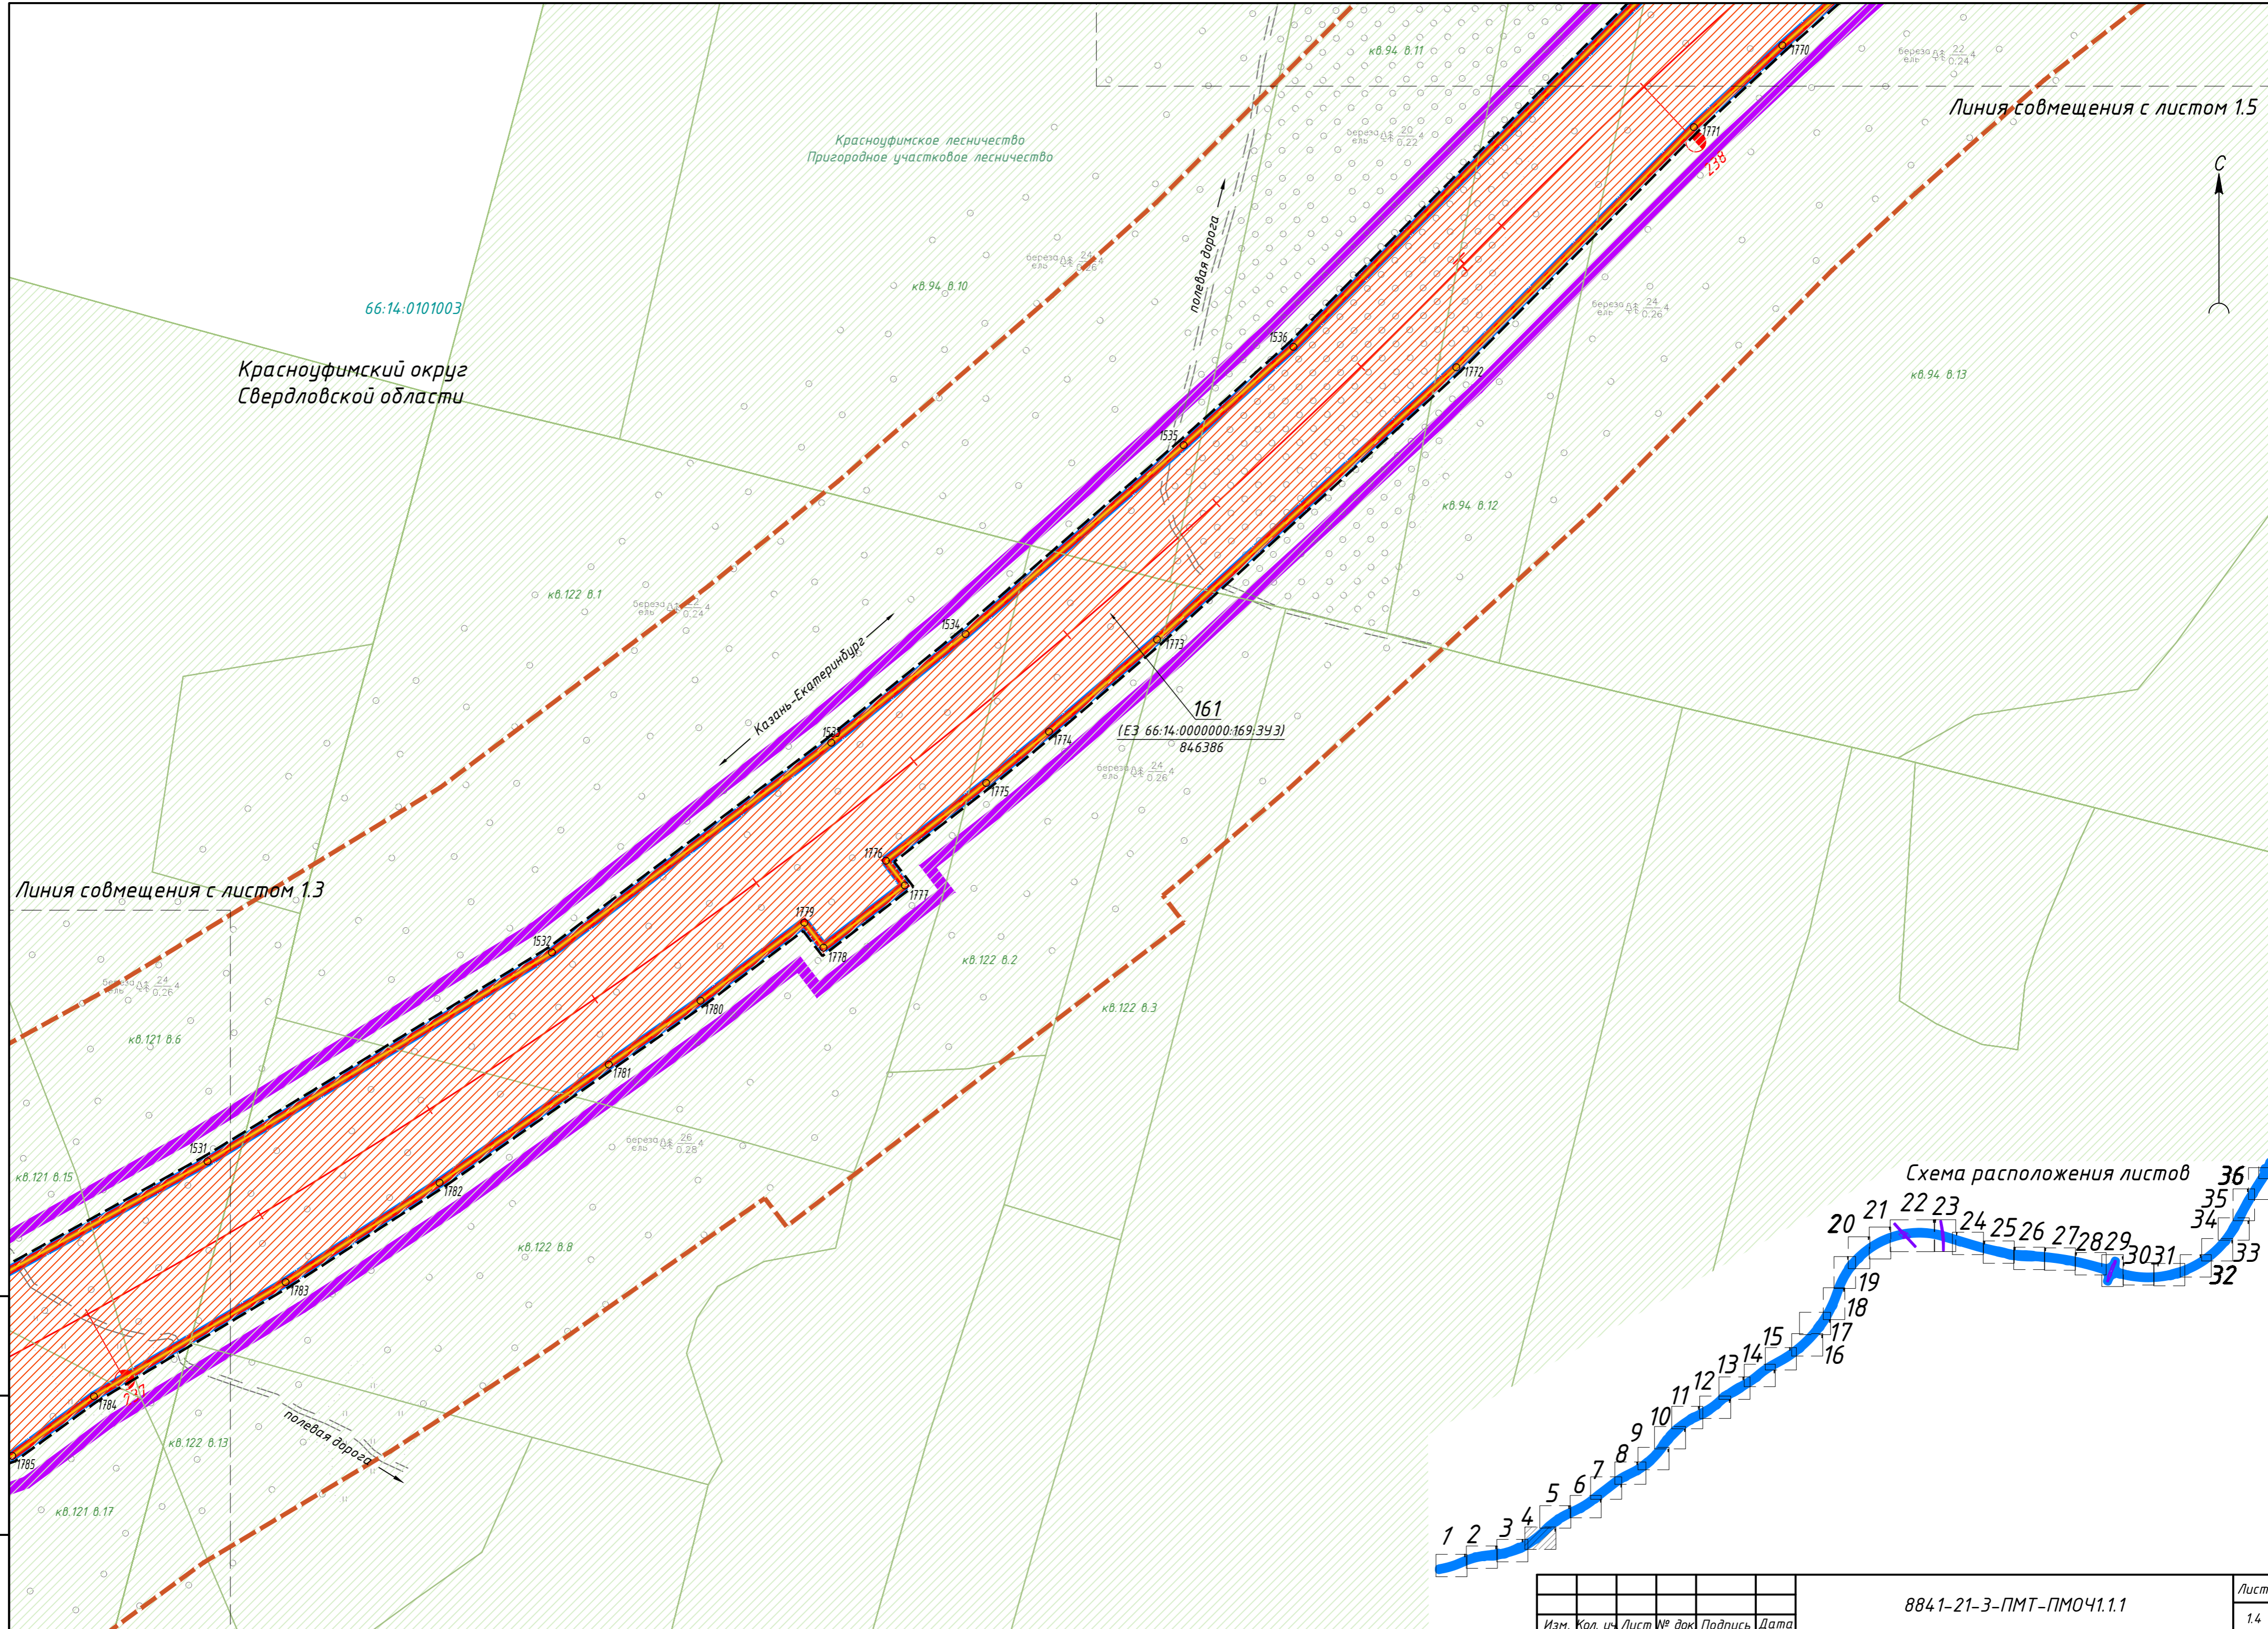 кв.94 в.11
1770
береза 22 4
ель 0.24
Линия совмещения с листом 1.5
1771
238
береза 20
ель 0.22
Красноуфимское лесничество
Пригородное участковое лесничество
С
полевая дорога
береза 24 4
ель 0.26
кв.94 в.10
66:14:0101003
береза 24 4
ель 0.26
1536
Красноуфимский округ
Свердловской области
1772
кв.94 в.13
1535
кв.94 в.12
кв.122 в.1
береза 22 4
ель 0.24
1534
1773
Казань-Екатеринбург
161
(ЕЗ 66:14:0000000:169:ЗУ3)
846386
1533
1774
береза 24 4
ель 0.26
1775
1776
1777
Линия совмещения с листом 1.3
1779
1532
1778
кв.122 в.2
береза 24 4
ель 0.26
1780
кв.122 в.3
кв.121 в.6
1781
береза 26 4
ель 0.28
1531
кв.121 в.15
1782
кв.122 в.8
1783
237
1784
полевая дорога
кв.122 в.13
1785
кв.121 в.17
Схема расположения листов
36
35
34
33
32
31
30
29
28
27
26
25
24
23
22
21
20
19
18
17
16
15
14
13
12
11
10
9
8
7
6
5
4
3
2
1
8841-21-З-ПМТ-ПМОЧ1.1.1
Лист
1.4
Изм. Кол. уч Лист № док Подпись Дата